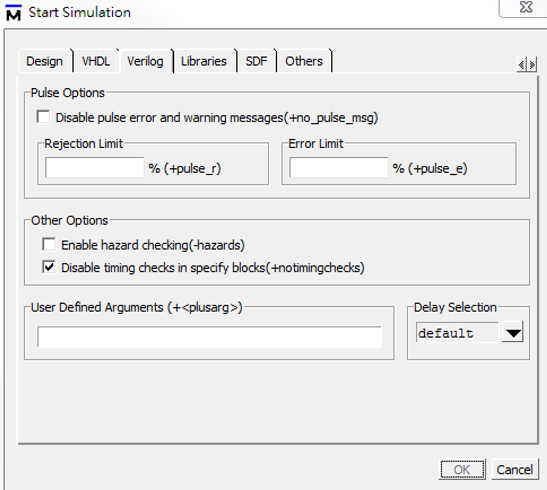 Start Simulation
Design VHDL Verilog Libraries SDF Others
Pulse Options
Disable pulse error and warning messages(+no_pulse_msg)
Rejection Limit Error Limit
% (+pulse_r) % (+pulse_e)
Other Options
Enable hazard checking(-hazards)
Disable timing checks in specify blocks(+notimingchecks)
User Defined Arguments (+<plusarg>) Delay Selection
default
OK Cancel